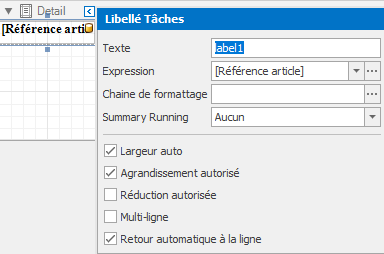 Detail
Libellé Tâches
[Référence artic
Texte
label1
Expression
[Référence article]
Chaine de formattage
Summary Running
Aucun
Largeur auto
Agrandissement autorisé
Réduction autorisée
Multi-ligne
Retour automatique à la ligne